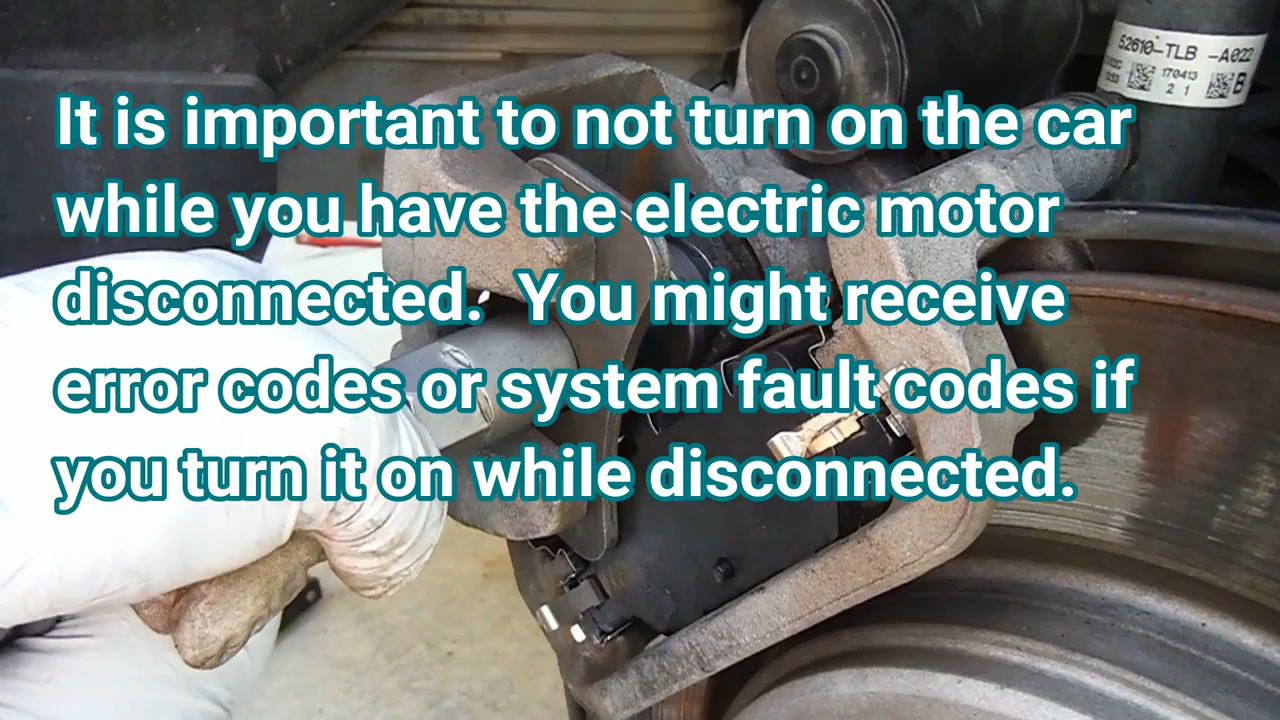 52610-TLB -A022
170413
2 1
B
It is important to not turn on the car
while you have the electric motor
disconnected. You might receive
error codes or system fault codes if
you turn it on while disconnected.